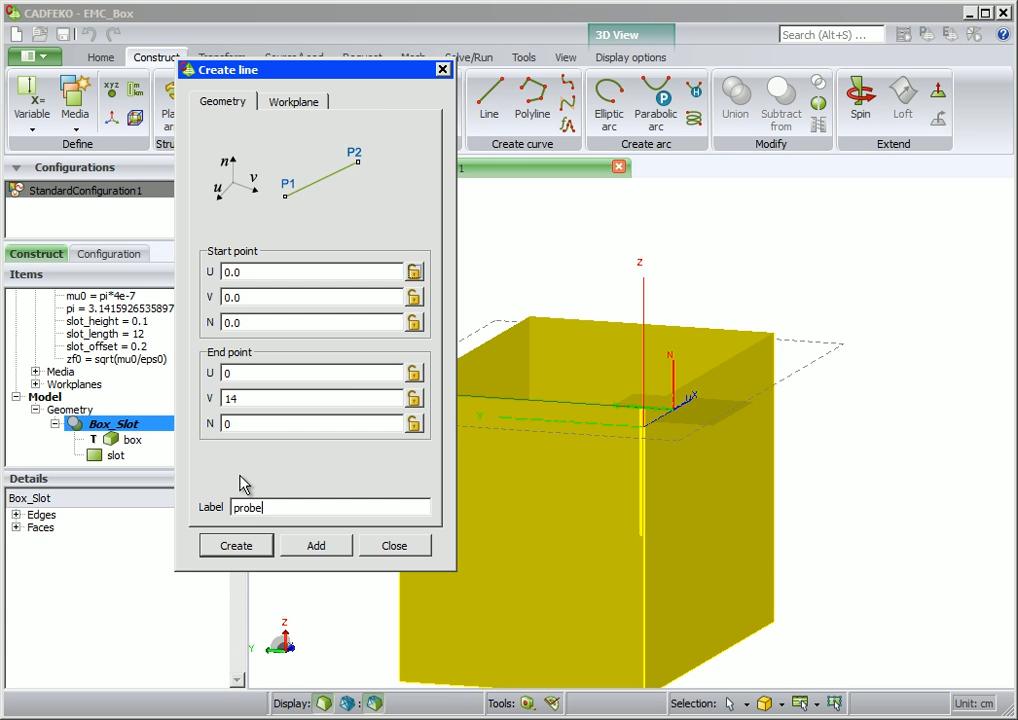 CADFEKO - EMC_Box
3D View
Search (Alt+S) ...
Home
Construct
Solve/Run
Tools
View
Display options
Variable
Media
Define
Line
Polyline
Create curve
Elliptic arc
Parabolic arc
Create arc
Union
Subtract from
Modify
Spin
Loft
Extend
Create line
Geometry
Workplane
n
u
v
P1
P2
Start point
U 0.0
V 0.0
N 0.0
End point
U 0
V 14
N 0
Label probe
Create
Add
Close
Configurations
StandardConfiguration1
1
Construct
Configuration
Items
mu0 = pi*4e-7
pi = 3.1415926535897
slot_height = 0.1
slot_length = 12
slot_offset = 0.2
zf0 = sqrt(mu0/eps0)
Media
Workplanes
Model
Geometry
Box_Slot
T box
slot
Details
Box_Slot
Edges
Faces
Z
N
X
Y
Z
Y
Display:
Tools:
Selection:
Unit: cm